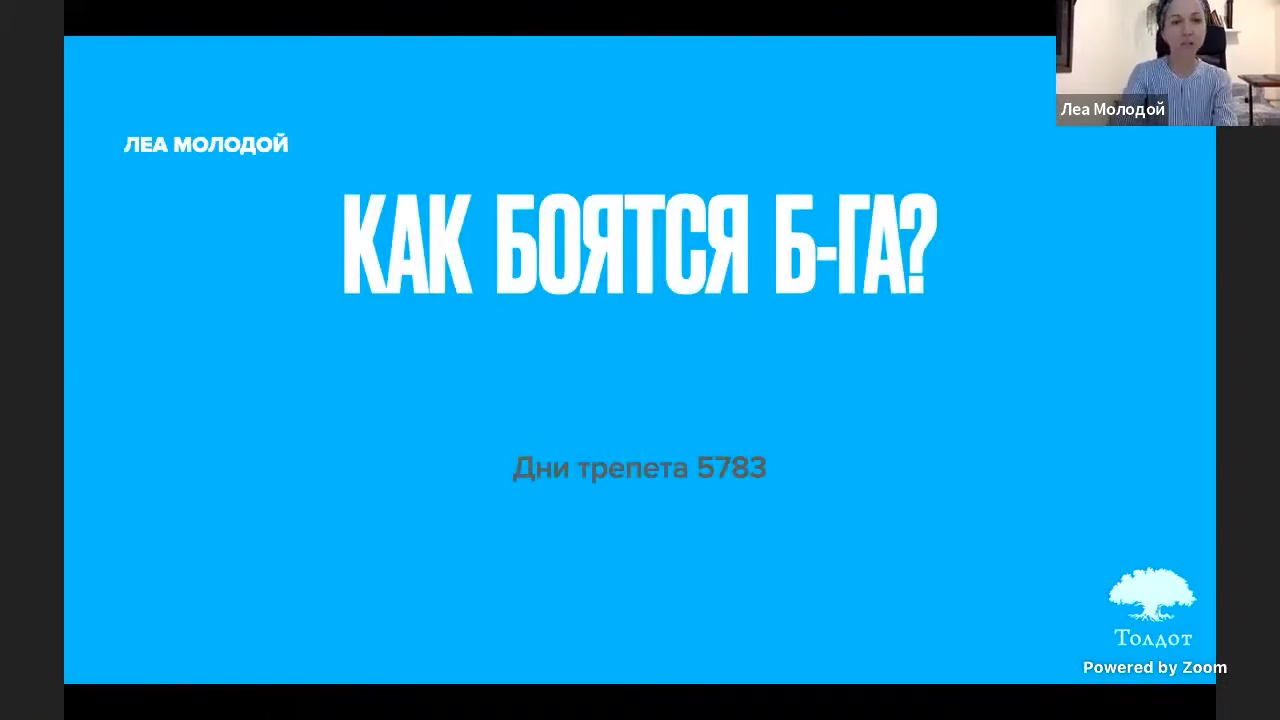 Леа Молодой
ЛЕА МОЛОДОЙ
КАК БОЯТСЯ Б-ГА?
Дни трепета 5783
Толдот
Powered by Zoom